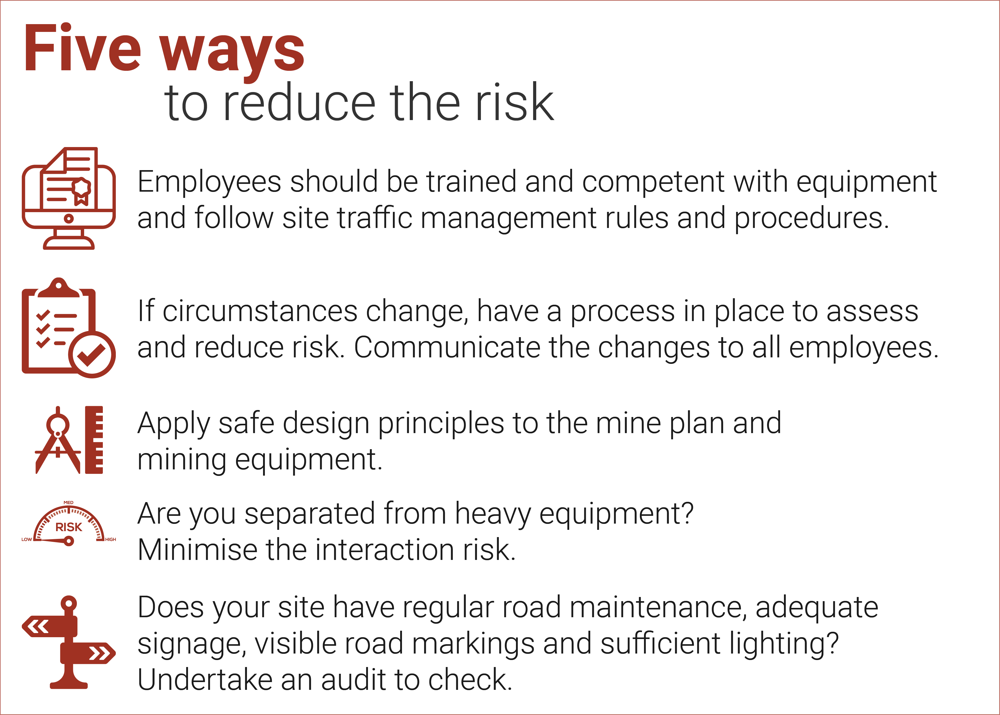 Five ways
to reduce the risk
Employees should be trained and competent with equipment
and follow site traffic management rules and procedures.
If circumstances change, have a process in place to assess
and reduce risk. Communicate the changes to all employees.
Apply safe design principles to the mine plan and
mining equipment.
MED
RISK
LOW
HIGH
Are you separated from heavy equipment?
Minimise the interaction risk.
Does your site have regular road maintenance, adequate
signage, visible road markings and sufficient lighting?
Undertake an audit to check.